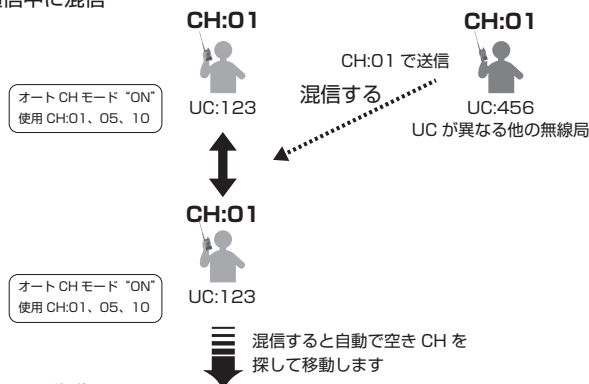 中に混信
CH:01
CH:01
CH:01 で送信
混信する
オート CH モード “ON”
使用 CH:01、05、10
UC:123
UC:456
UC が異なる他の無線局
CH:01
オート CH モード “ON”
使用 CH:01、05、10
UC:123
混信すると自動で空き CH を
探して移動します